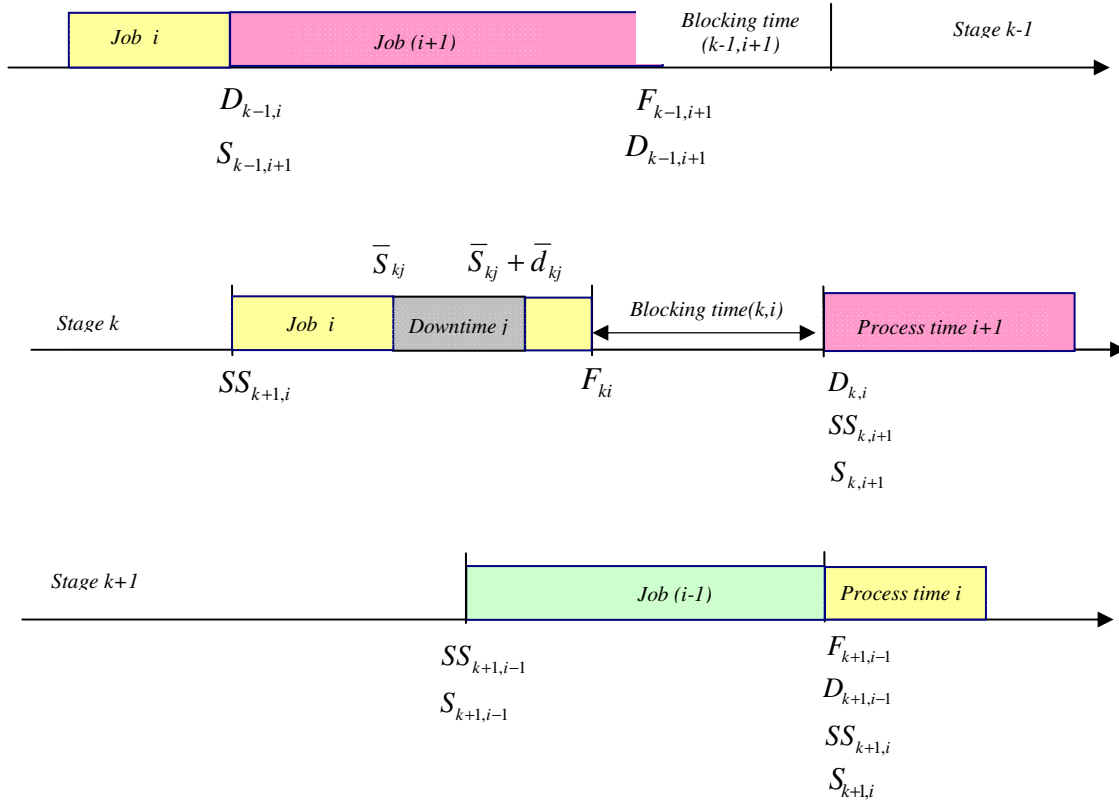 Job i
Job (i+1)
Blocking time
(k-1,i+1)
Stage k-1
D_{k-1,i}
S_{k-1,i+1}
F_{k-1,i+1}
D_{k-1,i+1}
S̅_{kj}
S̅_{kj} + d̅_{kj}
Stage k
Job i
Downtime j
Blocking time(k,i)
Process time i+1
SS_{k+1,i}
F_{ki}
D_{k,i}
SS_{k,i+1}
S_{k,i+1}
Stage k+1
Job (i-1)
Process time i
SS_{k+1,i-1}
S_{k+1,i-1}
F_{k+1,i-1}
D_{k+1,i-1}
SS_{k+1,i}
S_{k+1,i}